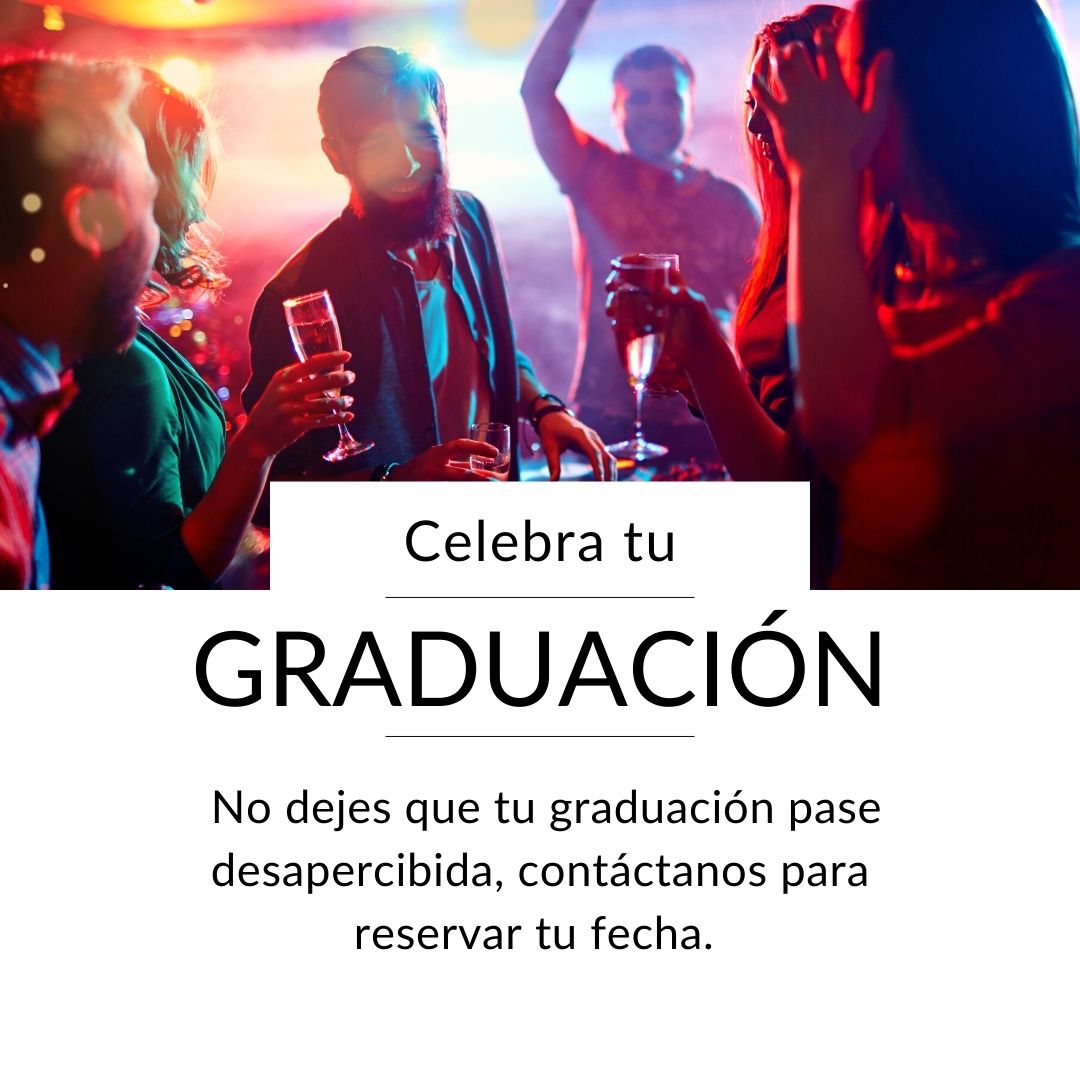 Celebra tu
GRADUACIÓN
No dejes que tu graduación pase
desapercibida, contáctanos para
reservar tu fecha.